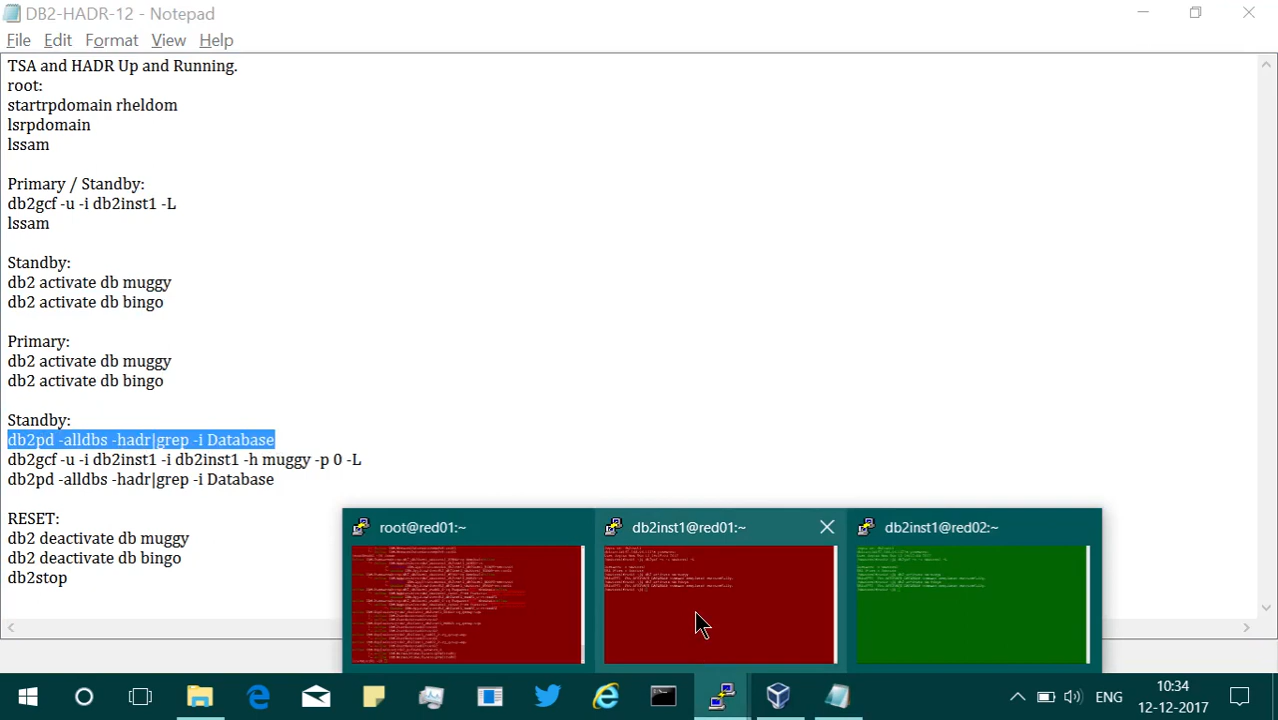 DB2-HADR-12 - Notepad
File Edit Format View Help
TSA and HADR Up and Running.
root:
startrpdomain rheldom
lsrpdomain
lssam
Primary / Standby:
db2gcf -u -i db2inst1 -L
lssam
Standby:
db2 activate db muggy
db2 activate db bingo
Primary:
db2 activate db muggy
db2 activate db bingo
Standby:
db2pd -alldbs -hadr|grep -i Database
db2gcf -u -i db2inst1 -i db2inst1 -h muggy -p 0 -L
db2pd -alldbs -hadr|grep -i Database
RESET:
db2 deactivate db muggy
db2 deactivate db bingo
db2stop
root@red01:~
db2inst1@red01:~
db2inst1@red02:~
ENG
10:34
12-12-2017